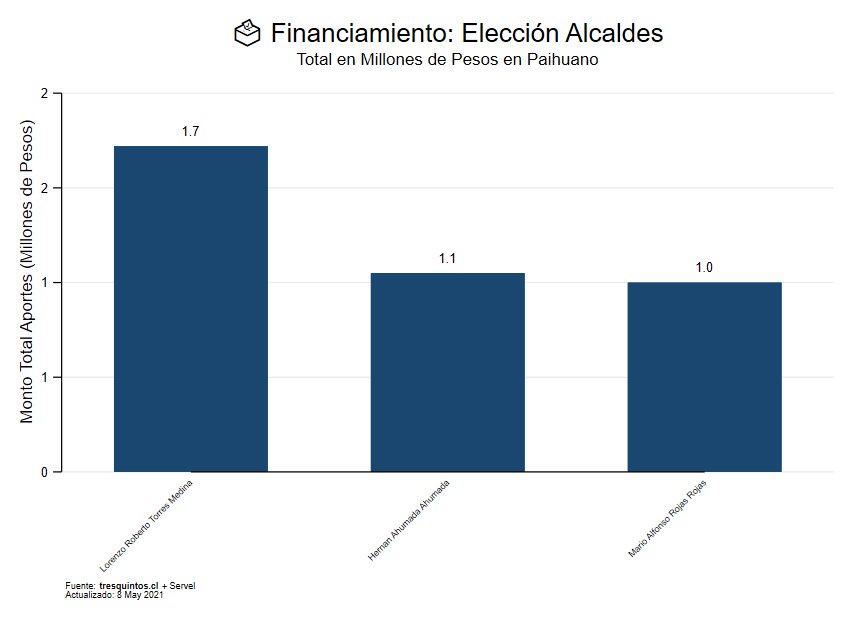 Financiamiento: Elección Alcaldes
Total en Millones de Pesos en Paihuano
Monto Total Aportes (Millones de Pesos)
2
2
1
1
0
1.7
1.1
1.0
Lorenzo Roberto Torres Medina
Hernan Ahumada Ahumada
Mario Alfonso Rojas Rojas
Fuente: tresquintos.cl + Servel
Actualizado: 8 May 2021